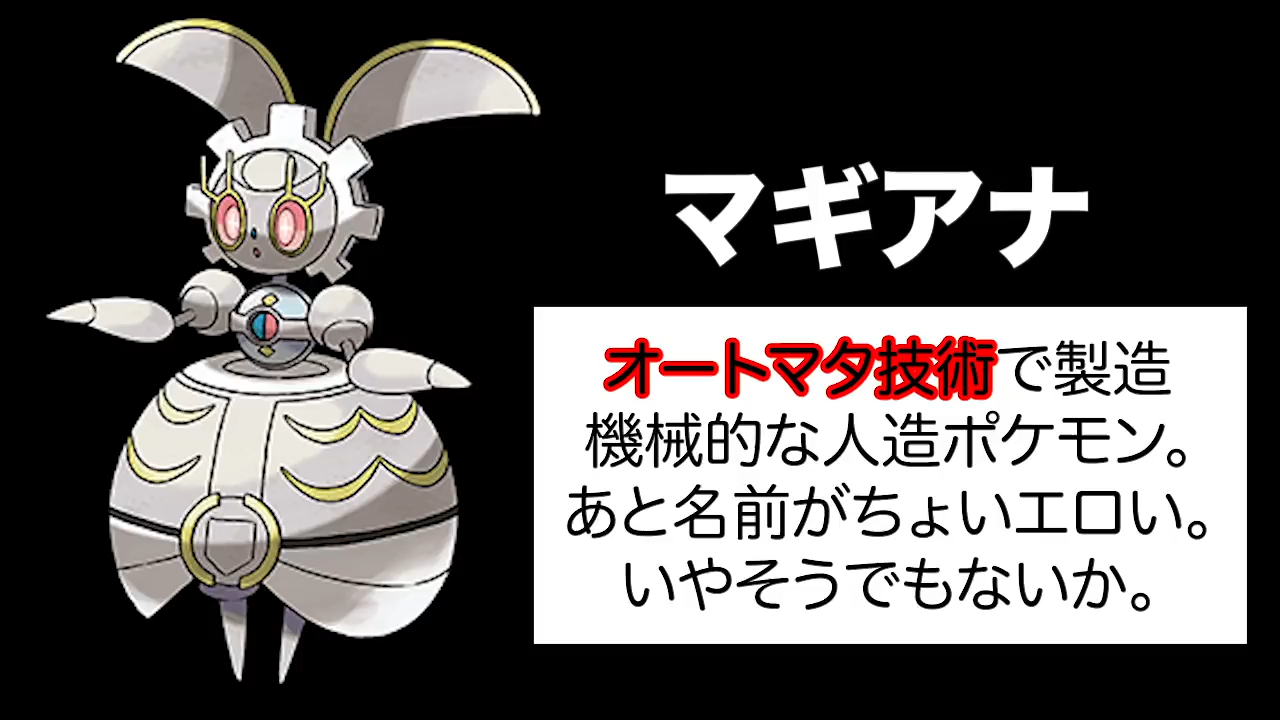 マギアナ
オートマタ技術で製造
機械的な人造ポケモン。
あと名前がちょいエロい。
いやそうでもないか。